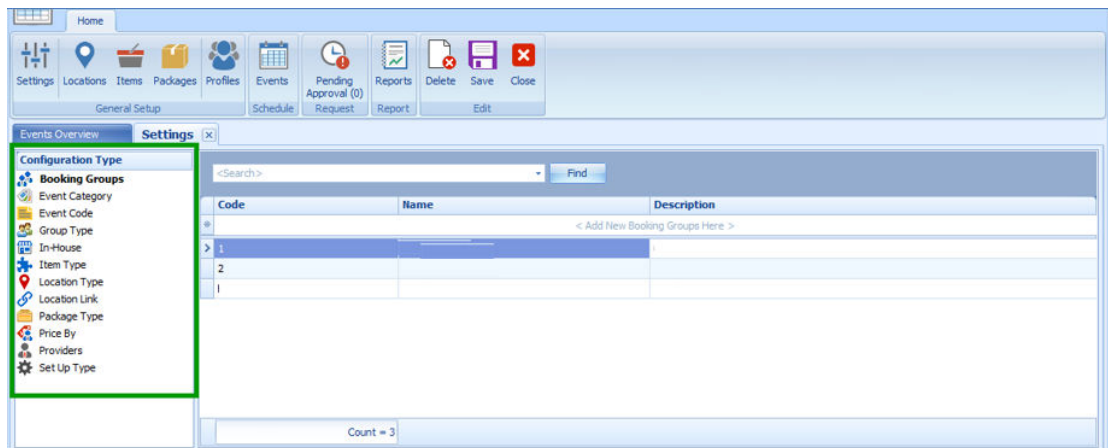 Home
Settings Locations Items Packages Profiles Events Pending Approval (0) Reports Delete Save Close
General Setup Schedule Request Report Edit
Events Overview Settings
Configuration Type
Booking Groups
Event Category
Event Code
Group Type
In-House
Item Type
Location Type
Location Link
Package Type
Price By
Providers
Set Up Type
<Search> Find
Code Name Description
< Add New Booking Groups Here >
1
2
I
Count = 3